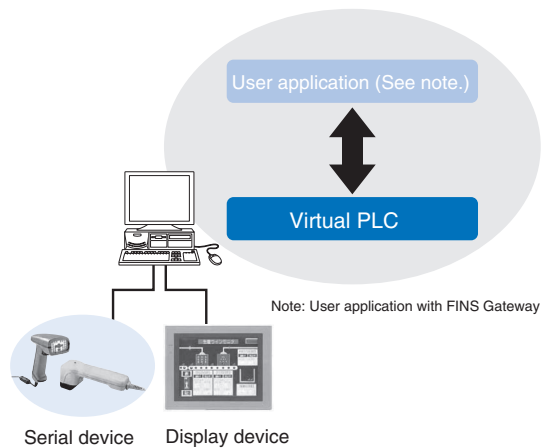 User application (See note.)
Virtual PLC
Note: User application with FINS Gateway
Serial device
Display device